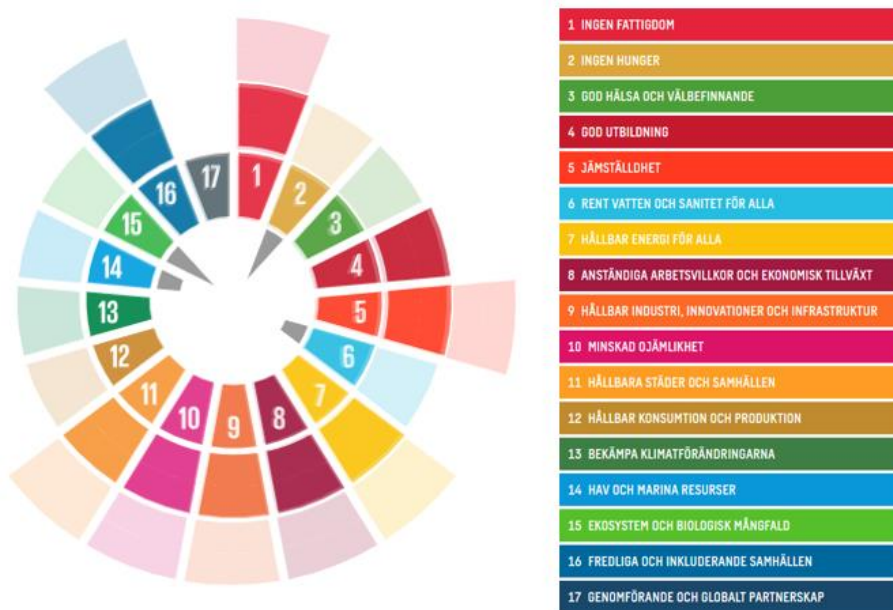 1
2
3
4
5
6
7
8
9
10
11
12
13
14
15
16
17
1 INGEN FATTIGDOM
2 INGEN HUNGER
3 GOD HÄLSA OCH VÄLBEFINNANDE
4 GOD UTBILDNING
5 JÄMSTÄLLDHET
6 RENT VATTEN OCH SANITET FÖR ALLA
7 HÅLLBAR ENERGI FÖR ALLA
8 ANSTÄNDIGA ARBETSVILLKOR OCH EKONOMISK TILLVÄXT
9 HÅLLBAR INDUSTRI, INNOVATIONER OCH INFRASTRUKTUR
10 MINSKAD OJÄMLIKHET
11 HÅLLBARA STÄDER OCH SAMHÄLLEN
12 HÅLLBAR KONSUMTION OCH PRODUKTION
13 BEKÄMPA KLIMATFÖRÄNDRINGARNA
14 HAV OCH MARINA RESURSER
15 EKOSYSTEM OCH BIOLOGISK MÅNGFALD
16 FREDLIGA OCH INKLUDERANDE SAMHÄLLEN
17 GENOMFÖRANDE OCH GLOBALT PARTNERSKAP